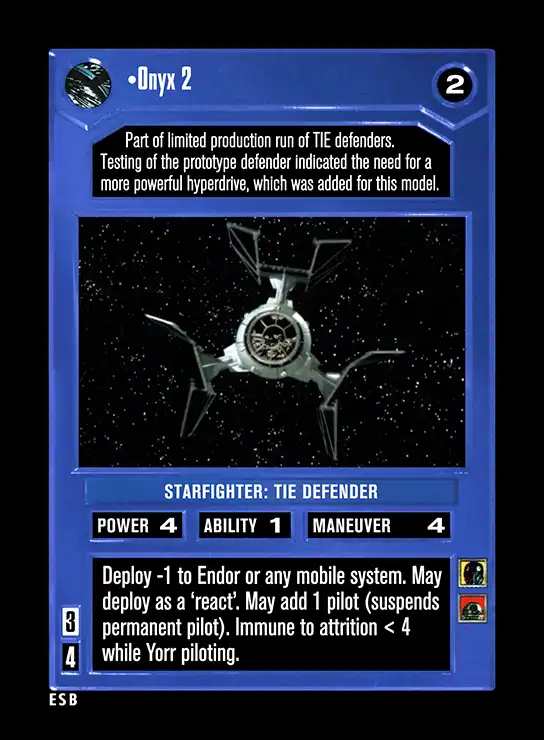 •Onyx 2
2
Part of limited production run of TIE defenders.
Testing of the prototype defender indicated the need for a
more powerful hyperdrive, which was added for this model.
STARFIGHTER: TIE DEFENDER
POWER 4 ABILITY 1 MANEUVER 4
Deploy -1 to Endor or any mobile system. May
deploy as a ‘react’. May add 1 pilot (suspends
permanent pilot). Immune to attrition < 4
while Yorr piloting.
3
4
ESB